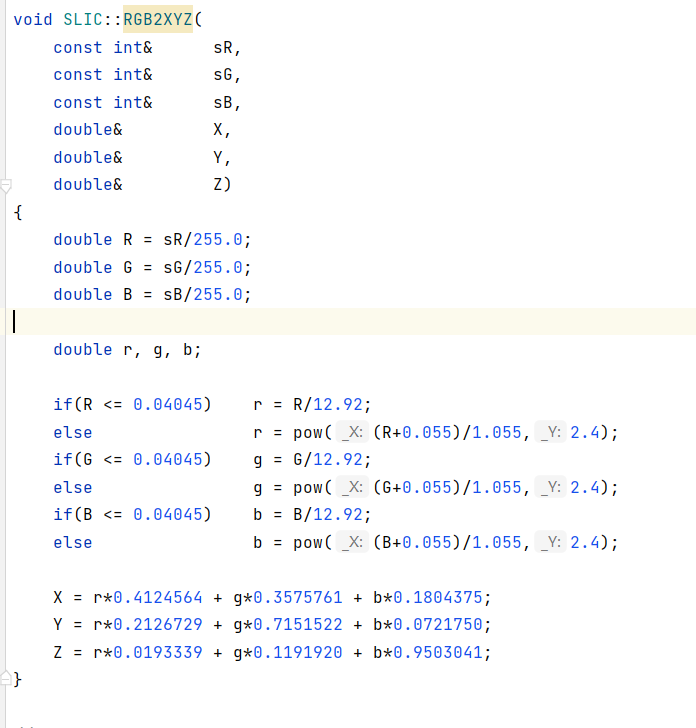 void SLIC::RGB2XYZ(
    const int&      sR,
    const int&      sG,
    const int&      sB,
    double&         X,
    double&         Y,
    double&         Z)
{
    double R = sR/255.0;
    double G = sG/255.0;
    double B = sB/255.0;
    double r, g, b;
    if(R <= 0.04045)    r = R/12.92;
    else                r = pow( _X: (R+0.055)/1.055, _Y: 2.4);
    if(G <= 0.04045)    g = G/12.92;
    else                g = pow( _X: (G+0.055)/1.055, _Y: 2.4);
    if(B <= 0.04045)    b = B/12.92;
    else                b = pow( _X: (B+0.055)/1.055, _Y: 2.4);
    X = r*0.4124564 + g*0.3575761 + b*0.1804375;
    Y = r*0.2126729 + g*0.7151522 + b*0.0721750;
    Z = r*0.0193339 + g*0.1191920 + b*0.9503041;
}